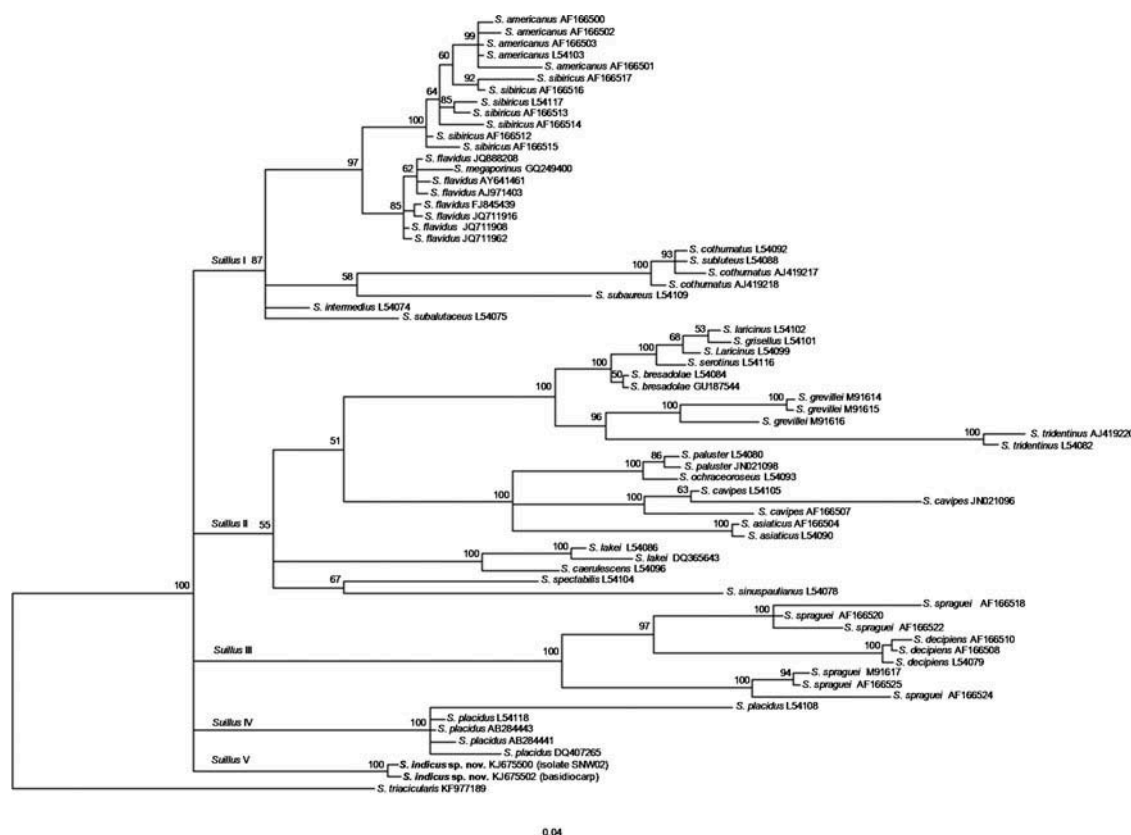 S. americanus AF166500
S. americanus AF166502
99
S. americanus AF166503
60
S. americanus L54103
S. americanus AF166501
92
S. sibiricus AF166517
S. sibiricus AF166516
64
85
S. sibiricus L54117
S. sibiricus AF166513
100
S. sibiricus AF166514
S. sibiricus AF166512
S. sibiricus AF166515
97
S. flavidus JQ888208
62
S. megaporinus GQ249400
S. flavidus AY641461
S. flavidus AJ971403
85
S. flavidus FJ845439
S. flavidus JQ711916
S. flavidus JQ711908
S. flavidus JQ711962
93
S. cothurnatus L54092
Suillus I 87
S. subluteus L54088
100
S. cothurnatus AJ419217
58
S. cothurnatus AJ419218
S. subaureus L54109
S. intermedius L54074
S. subalutaceus L54075
53
S. laricinus L54102
68
S. grisellus L54101
100
S. Laricinus L54099
100
S. serotinus L54116
50
S. bresadolae L54084
S. bresadolae GU187544
100
100
S. grevillei M91614
100
S. grevillei M91615
96
S. grevillei M91616
100
S. tridentinus AJ419220
S. tridentinus L54082
51
86
S. paluster L54080
100
S. paluster JN021098
S. ochraceoroseus L54093
100
63
S. cavipes L54105
100
S. cavipes JN021096
S. cavipes AF166507
100
S. asiaticus AF166504
Suillus II 55
S. asiaticus L54090
100
S. lakei L54086
100
S. lakei DQ365643
S. caerulescens L54096
67
S. spectabilis L54104
100
S. sinuspaulianus L54078
100
S. spraguei AF166518
S. spraguei AF166520
97
S. spraguei AF166522
100
S. decipiens AF166510
S. decipiens AF166508
Suillus III 100
S. decipiens L54079
94
S. spraguei M91617
100
S. spraguei AF166525
S. spraguei AF166524
S. placidus L54108
Suillus IV 100
S. placidus L54118
S. placidus AB284443
S. placidus AB284441
S. placidus DQ407265
Suillus V 100
S. indicus sp. nov. KJ675500 (isolate SNW02)
S. indicus sp. nov. KJ675502 (basidiocarp)
S. triacicularis KF977189
0.04